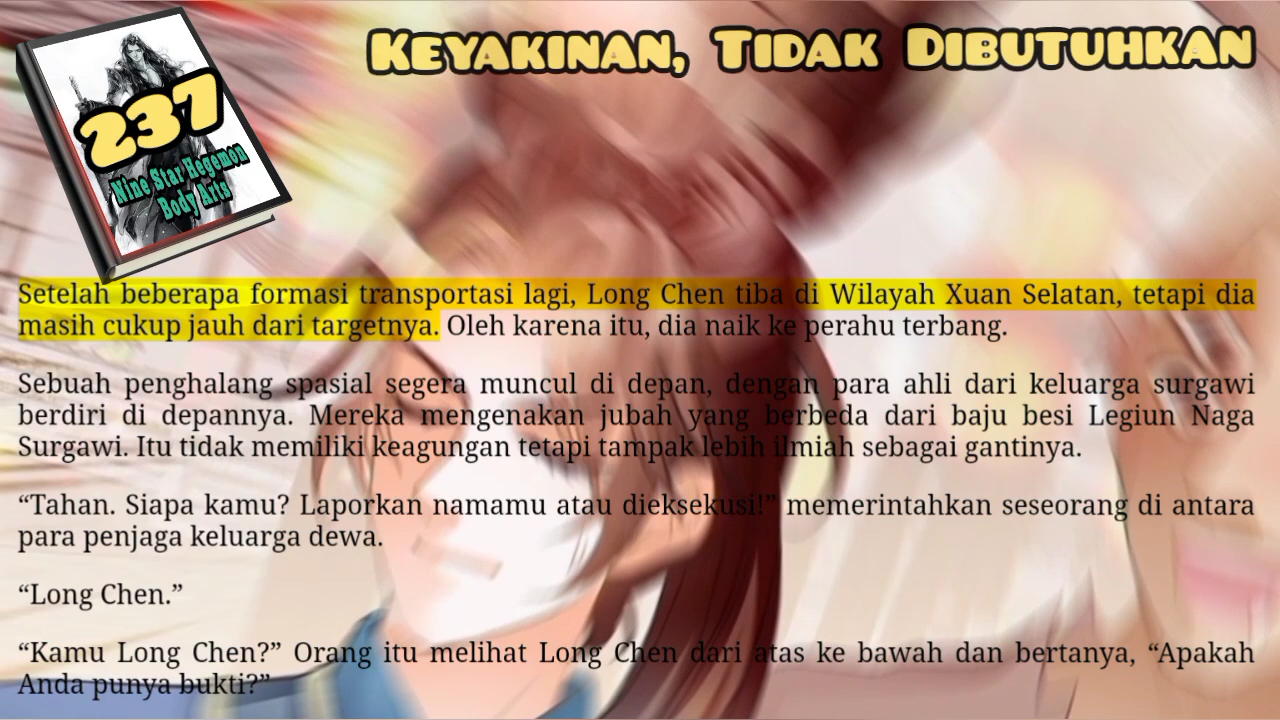 Keyakinan, Tidak Dibutuhkan
237
Nine Star Hegemon
Body Arts
Setelah beberapa formasi transportasi lagi, Long Chen tiba di Wilayah Xuan Selatan, tetapi dia
masih cukup jauh dari targetnya. Oleh karena itu, dia naik ke perahu terbang.
Sebuah penghalang spasial segera muncul di depan, dengan para ahli dari keluarga surgawi
berdiri di depannya. Mereka mengenakan jubah yang berbeda dari baju besi Legiun Naga
Surgawi. Itu tidak memiliki keagungan tetapi tampak lebih ilmiah sebagai gantinya.
“Tahan. Siapa kamu? Laporkan namamu atau dieksekusi!” memerintahkan seseorang di antara
para penjaga keluarga dewa.
“Long Chen.”
“Kamu Long Chen?” Orang itu melihat Long Chen dari atas ke bawah dan bertanya, “Apakah
Anda punya bukti?”